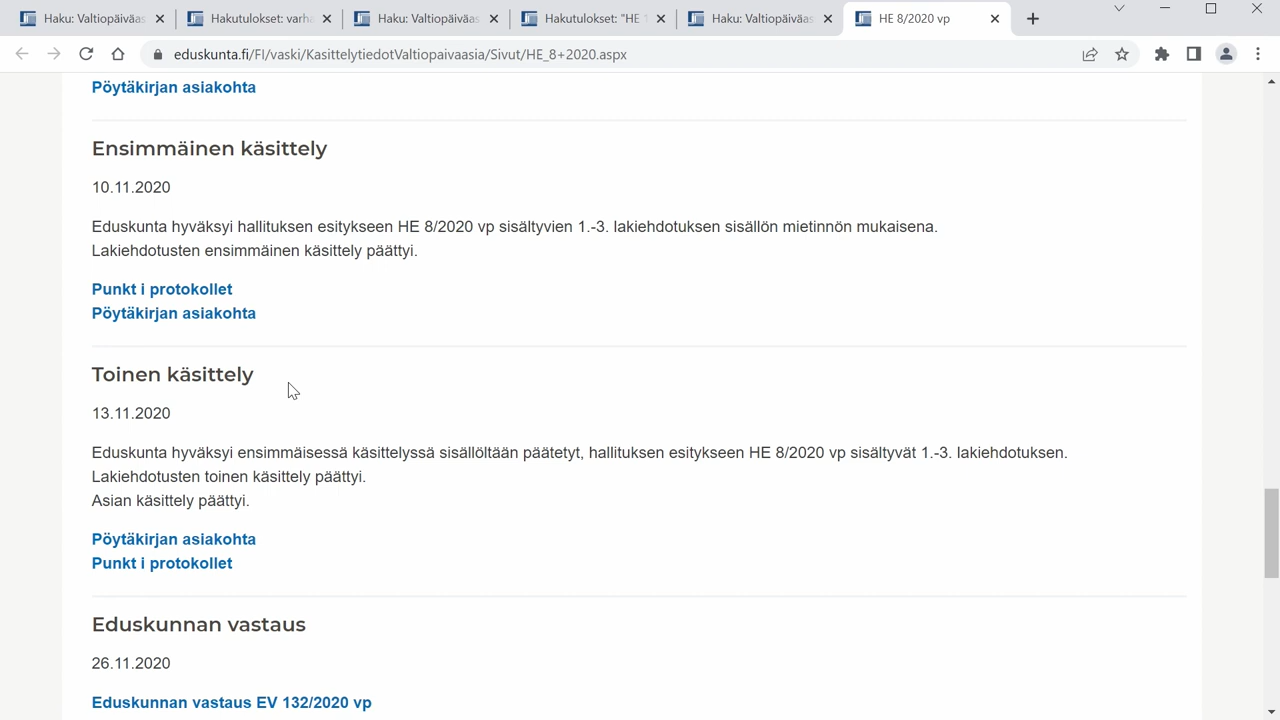 Haku: Valtiopäiväas
Hakutulokset: varha
Haku: Valtiopäiväas
Hakutulokset: "HE 1
Haku: Valtiopäiväas
HE 8/2020 vp
eduskunta.fi/FI/vaski/KasittelytiedotValtiopaivaasia/Sivut/HE_8+2020.aspx
Pöytäkirjan asiakohta
Ensimmäinen käsittely
10.11.2020
Eduskunta hyväksyi hallituksen esitykseen HE 8/2020 vp sisältyvien 1.-3. lakiehdotuksen sisällön mietinnön mukaisena.
Lakiehdotusten ensimmäinen käsittely päättyi.
Punkt i protokollet
Pöytäkirjan asiakohta
Toinen käsittely
13.11.2020
Eduskunta hyväksyi ensimmäisessä käsittelyssä sisällöltään päätetyt, hallituksen esitykseen HE 8/2020 vp sisältyvät 1.-3. lakiehdotuksen.
Lakiehdotusten toinen käsittely päättyi.
Asian käsittely päättyi.
Pöytäkirjan asiakohta
Punkt i protokollet
Eduskunnan vastaus
26.11.2020
Eduskunnan vastaus EV 132/2020 vp